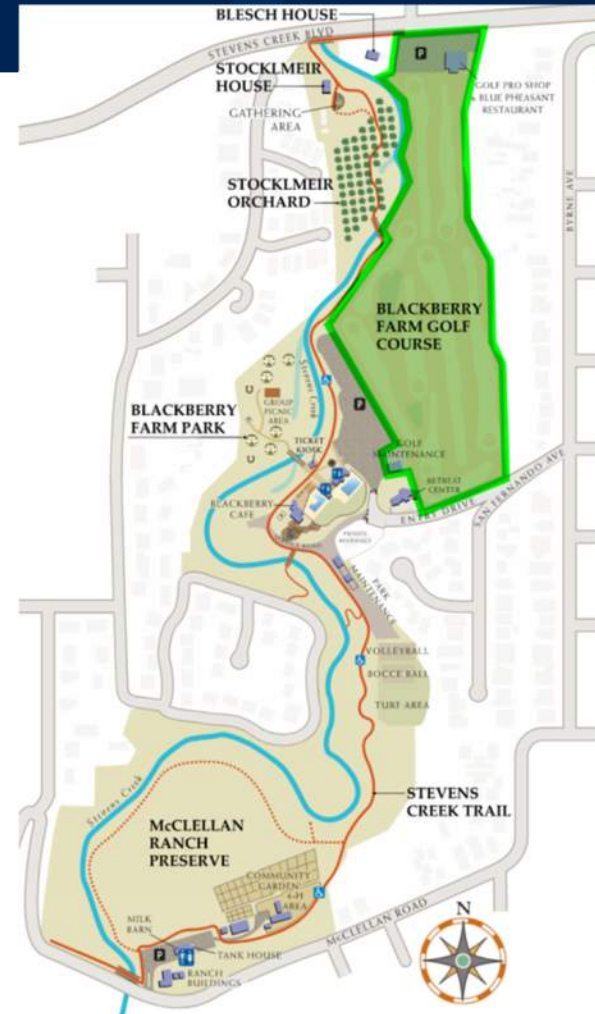 BLESCH HOUSE
STEVENS CREEK BLVD
P
STOCKLMEIR
HOUSE
GOLF PRO SHOP
& BLUE PHEASANT
RESTAURANT
GATHERING
AREA
STOCKLMEIR
ORCHARD
BYRNE AVE
BLACKBERRY
FARM GOLF
COURSE
Stevens Creek
GROUP
PICNIC
AREA
P
BLACKBERRY
FARM PARK
TICKET
KIOSK
GOLF
MAINTENANCE
RETREAT
CENTER
SAN FERNANDO AVE
BLACKBERRY
CAFE
ENTRY DRIVE
PRIVATE
RESIDENCE
PARK
MAINTENANCE
VOLLEYBALL
BOCCE BALL
TURF AREA
STEVENS
CREEK TRAIL
Stevens Creek
McCLELLAN
RANCH
PRESERVE
COMMUNITY
GARDEN
4-H
AREA
McCLELLAN ROAD
N
MILK
BARN
P
TANK HOUSE
RANCH
BUILDINGS